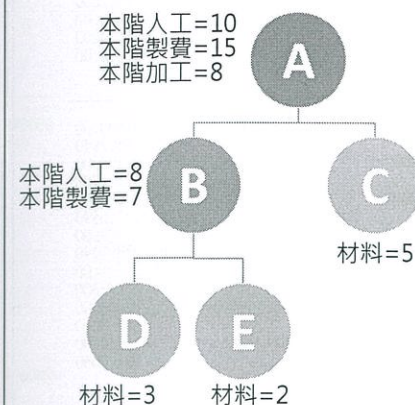 本階人工=10
本階製費=15
本階加工=8
A
本階人工=8
本階製費=7
B
C
材料=5
D
E
材料=3
材料=2